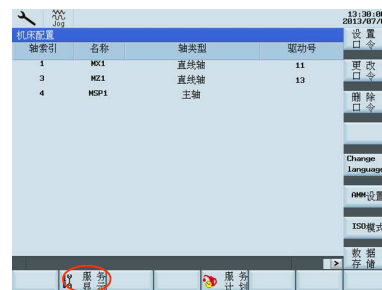 Jog
13:30:0
2013/07/0
机床配置
轴索引 名称 轴类型 驱动号
1 MX1 直线轴 11
3 MZ1 直线轴 13
4 MSP1 主轴
设置
口令
更改
口令
删除
口令
Change
language
AMM设置
ISO模式
数据
存储
服务
显示
服务
计划